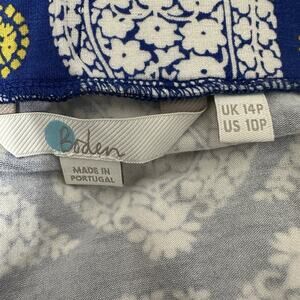 Boden
MADE IN
PORTUGAL
UK 14P
US 10P